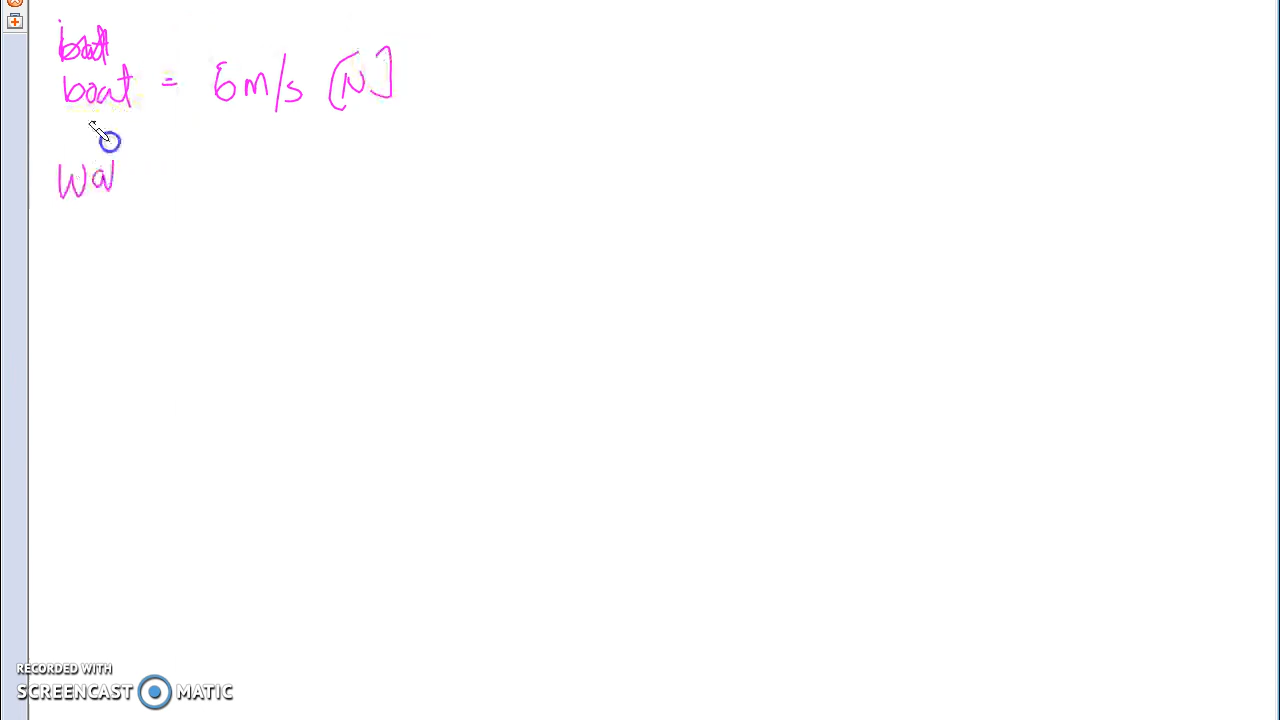 boat = 6m/s [N]
wa
RECORDED WITH
SCREENCAST MATIC